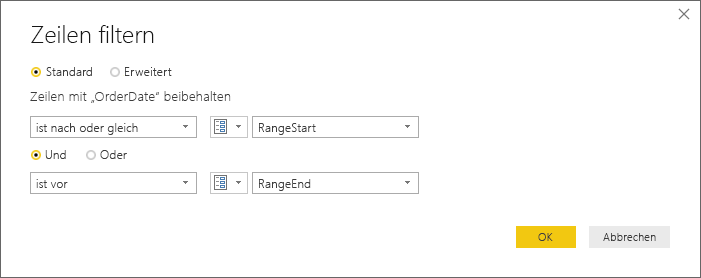 Zeilen filtern
Standard Erweitert
Zeilen mit „OrderDate“ beibehalten
ist nach oder gleich RangeStart
Und Oder
ist vor RangeEnd
OK Abbrechen